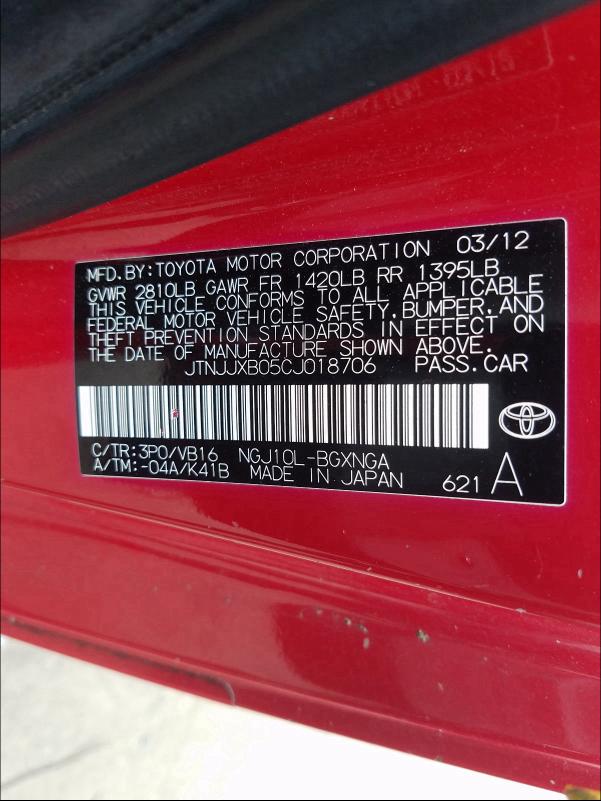 MFD.BY:TOYOTA MOTOR CORPORATION 03/12
GVWR 2810LB GAWR FR 1420LB RR 1395LB
THIS VEHICLE CONFORMS TO ALL APPLICABLE
FEDERAL MOTOR VEHICLE SAFETY,BUMPER,AND
THEFT PREVENTION STANDARDS IN EFFECT ON
THE DATE OF MANUFACTURE SHOWN ABOVE.
JTNJJXB05CJ018706 PASS.CAR
C/TR:3P0/VB16 NGJ10L-BGXNGA
A/TM:-04A/K41B MADE IN JAPAN 621 A